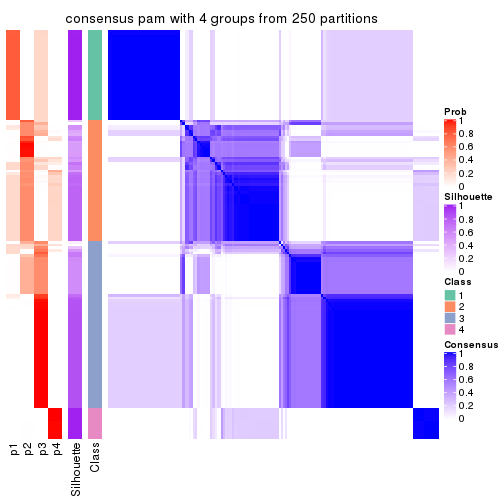 consensus pam with 4 groups from 250 partitions
Prob
1
0.8
0.6
0.4
0.2
0
Silhouette
1
0.8
0.6
0.4
0.2
0
Class
1
2
3
4
Consensus
1
0.8
0.6
0.4
0.2
0
p1
p2
p3
p4
Silhouette
Class